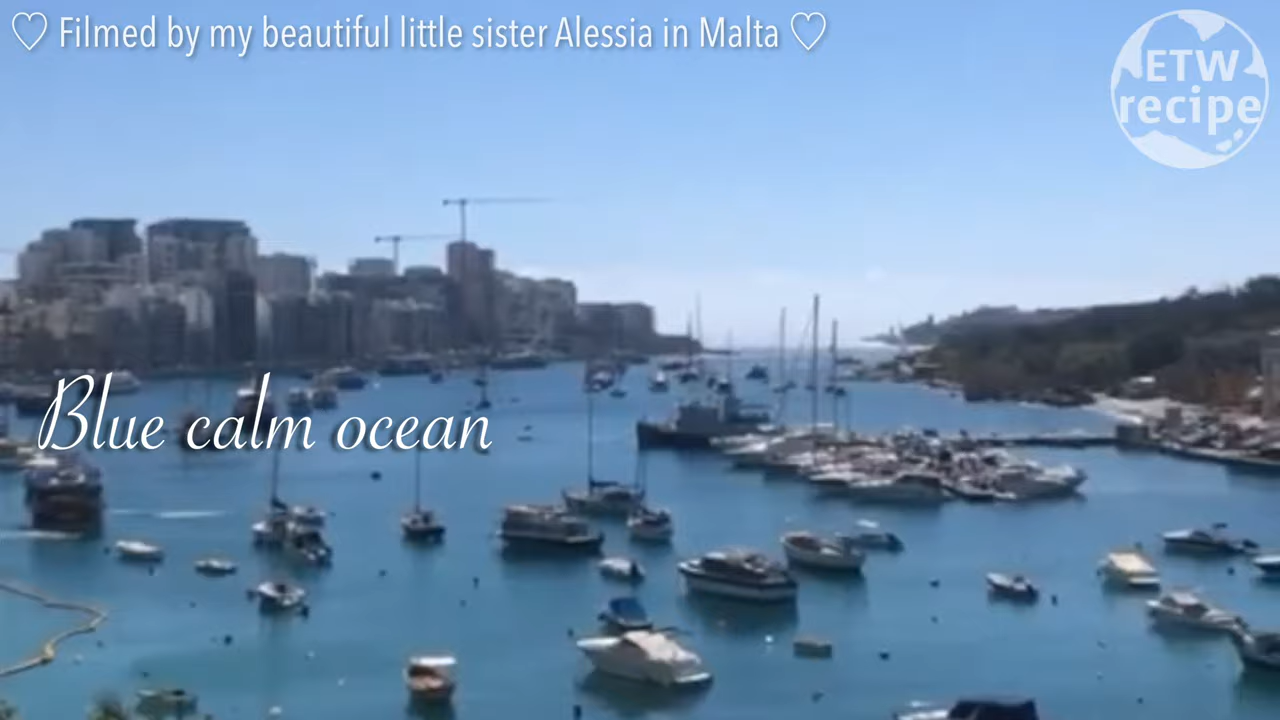 ♡ Filmed by my beautiful little sister Alessia in Malta ♡
ETW
recipe
Blue calm ocean